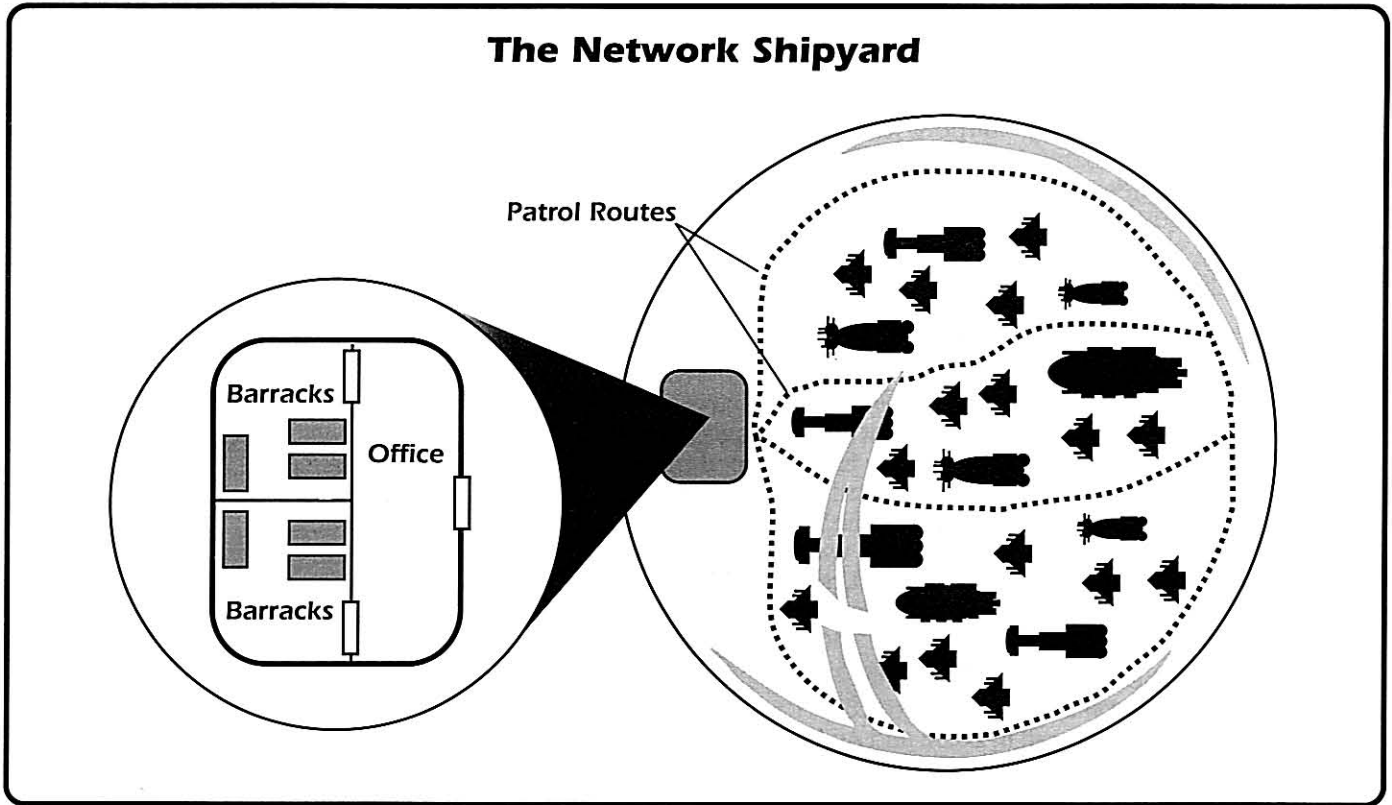 The Network Shipyard
Patrol Routes
Barracks
Office
Barracks